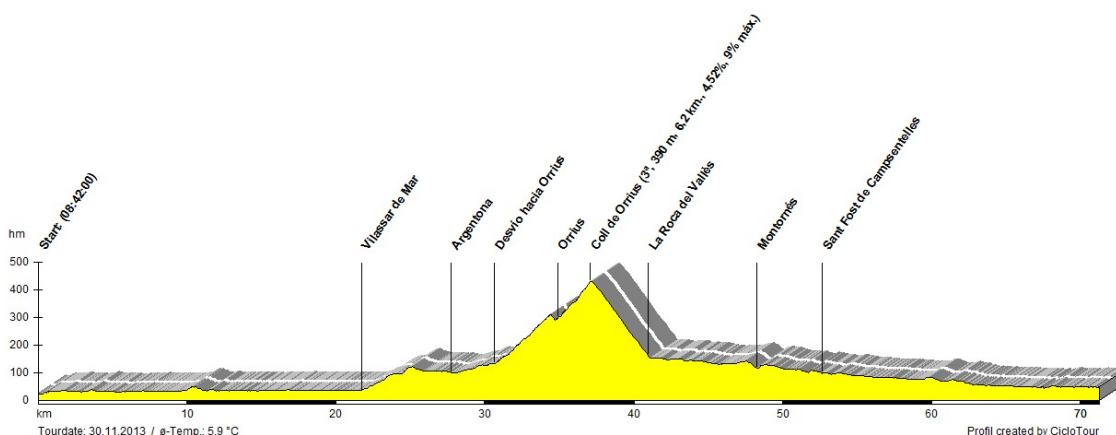 Start: (08:42:00)
Vilassar de Mar
Argentona
Desvio hacia Orrius
Orrius
Coll de Orrius (3ª, 390 m, 6,2 km., 4,52%, 9% máx.)
La Roca del Vallès
Montornés
Sant Fost de Campsentelles
hm
500
400
300
200
100
0
km 10 20 30 40 50 60 70
Tourdate: 30.11.2013 / ø-Temp.: 5.9 °C
Profil created by CicloTour